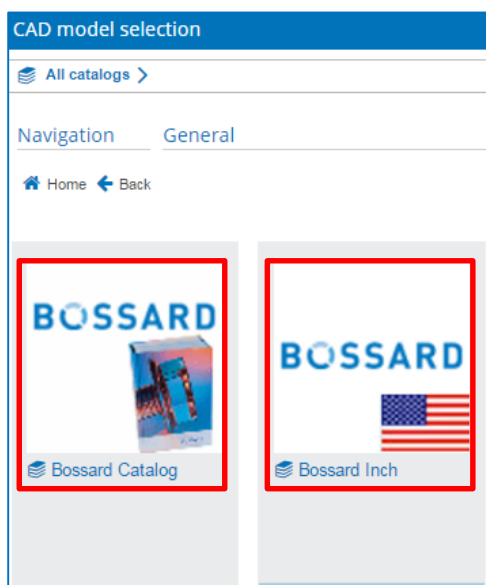 CAD model selection
All catalogs
Navigation General
Home Back
BOSSARD
Bossard Catalog
BOSSARD
Bossard Inch